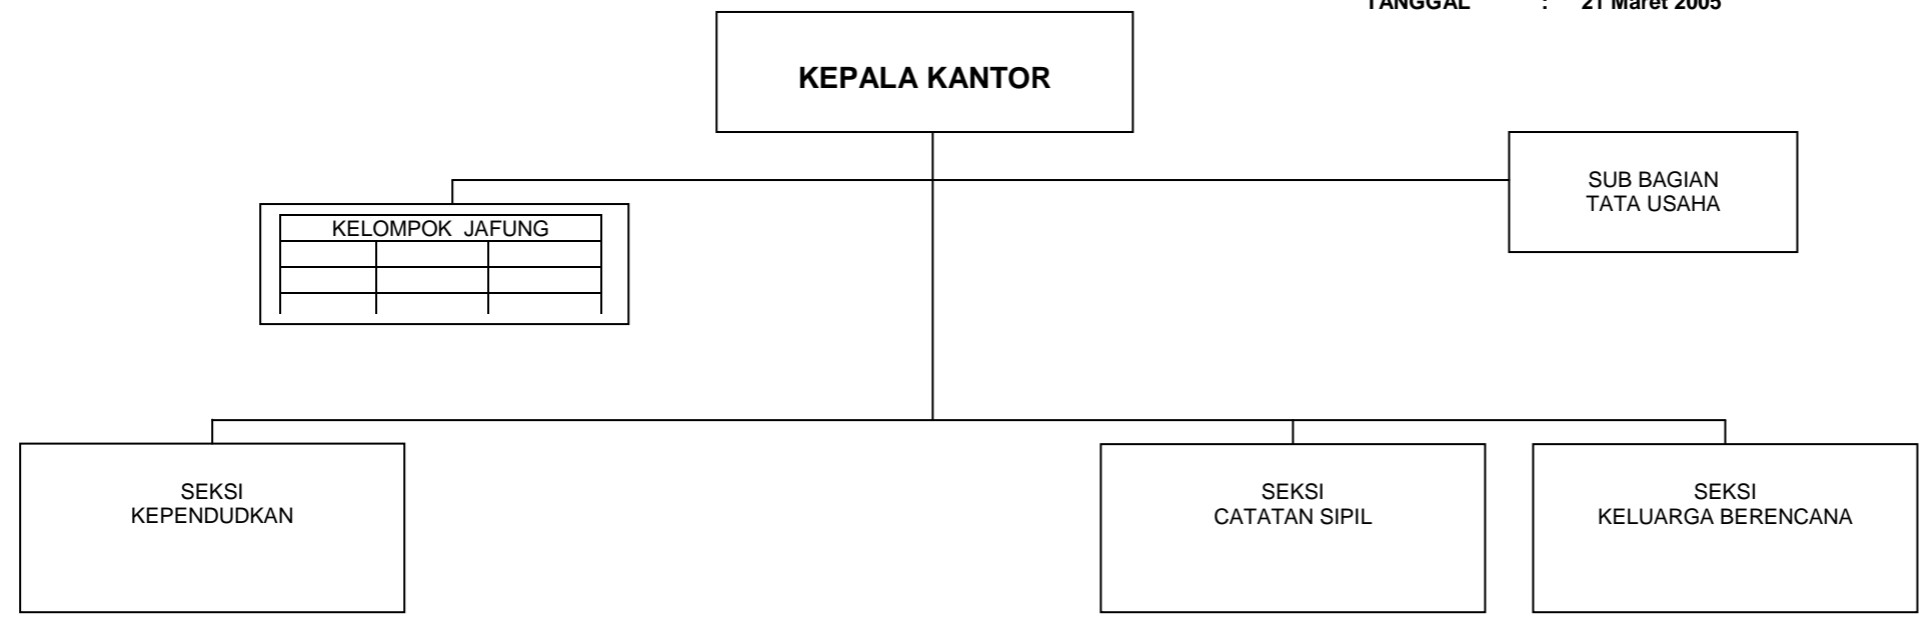 TANGGAL : 21 Maret 2005
KEPALA KANTOR
SUB BAGIAN
TATA USAHA
KELOMPOK JAFUNG
SEKSI
KEPENDUDKAN
SEKSI
CATATAN SIPIL
SEKSI
KELUARGA BERENCANA